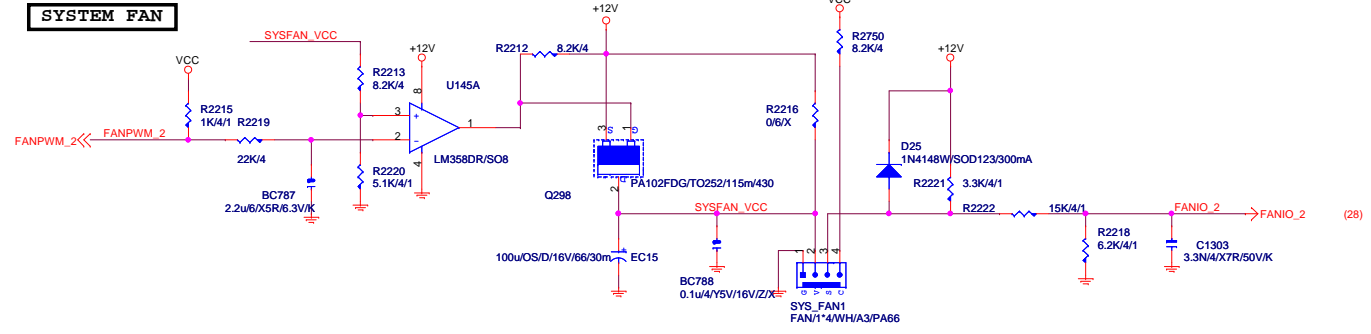 SYSTEM FAN
+12V
VCC
SYSFAN_VCC
+12V
R2212
8.2K/4
R2750
8.2K/4
+12V
VCC
R2213
8.2K/4
U145A
8
R2215
1K/4/1
R2219
3
+
1
2
-
R2216
0/6/X
FANPWM_2
FANPWM_2
22K/4
4
LM358DR/SO8
3
1
S
G
D25
1N4148W/SOD123/300mA
R2220
5.1K/4/1
BC787
2.2u/6/X5R/6.3V/K
Q298
D
2
PA102FDG/TO252/115m/430
R2221
3.3K/4/1
SYSFAN_VCC
R2222
15K/4/1
FANIO_2
FANIO_2
(28)
+
100u/OS/D/16V/66/30m
EC15
R2218
6.2K/4/1
C1303
3.3N/4/X7R/50V/K
BC788
0.1u/4/Y5V/16V/Z/X
1
2
3
4
G
V
S
C
SYS_FAN1
FAN/1*4/WH/A3/PA66